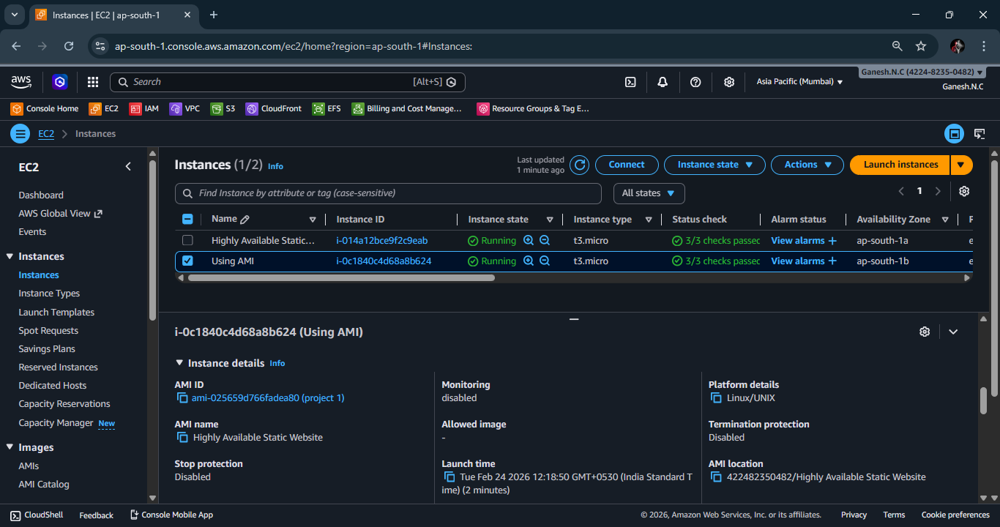 Instances | EC2 | ap-south-1
ap-south-1.console.aws.amazon.com/ec2/home?region=ap-south-1#Instances:
aws
Search
[Alt+S]
Asia Pacific (Mumbai)
Ganesh.N.C (4224-8235-0482)
Ganesh.N.C
Console Home
EC2
IAM
VPC
S3
CloudFront
EFS
Billing and Cost Manage...
Resource Groups & Tag E...
EC2
Instances
EC2
Dashboard
AWS Global View
Events
Instances
Instances
Instance Types
Launch Templates
Spot Requests
Savings Plans
Reserved Instances
Dedicated Hosts
Capacity Reservations
Capacity Manager New
Images
AMIs
AMI Catalog
Instances (1/2) Info
Last updated
1 minute ago
Connect
Instance state
Actions
Launch instances
Find Instance by attribute or tag (case-sensitive)
All states
1
Name Instance ID Instance state Instance type Status check Alarm status Availability Zone
Highly Available Static... i-014a12bce9f2c9eab Running t3.micro 3/3 checks passec View alarms ap-south-1a
Using AMI i-0c1840c4d68a8b624 Running t3.micro 3/3 checks passec View alarms ap-south-1b
i-0c1840c4d68a8b624 (Using AMI)
Instance details Info
AMI ID
ami-025659d766fadea80 (project 1)
Monitoring
disabled
Platform details
Linux/UNIX
AMI name
Highly Available Static Website
Allowed image
-
Termination protection
Disabled
Stop protection
Disabled
Launch time
Tue Feb 24 2026 12:18:50 GMT+0530 (India Standard T
ime) (2 minutes)
AMI location
422482350482/Highly Available Static Website
CloudShell
Feedback
Console Mobile App
© 2026, Amazon Web Services, Inc. or its affiliates.
Privacy
Terms
Cookie preferences